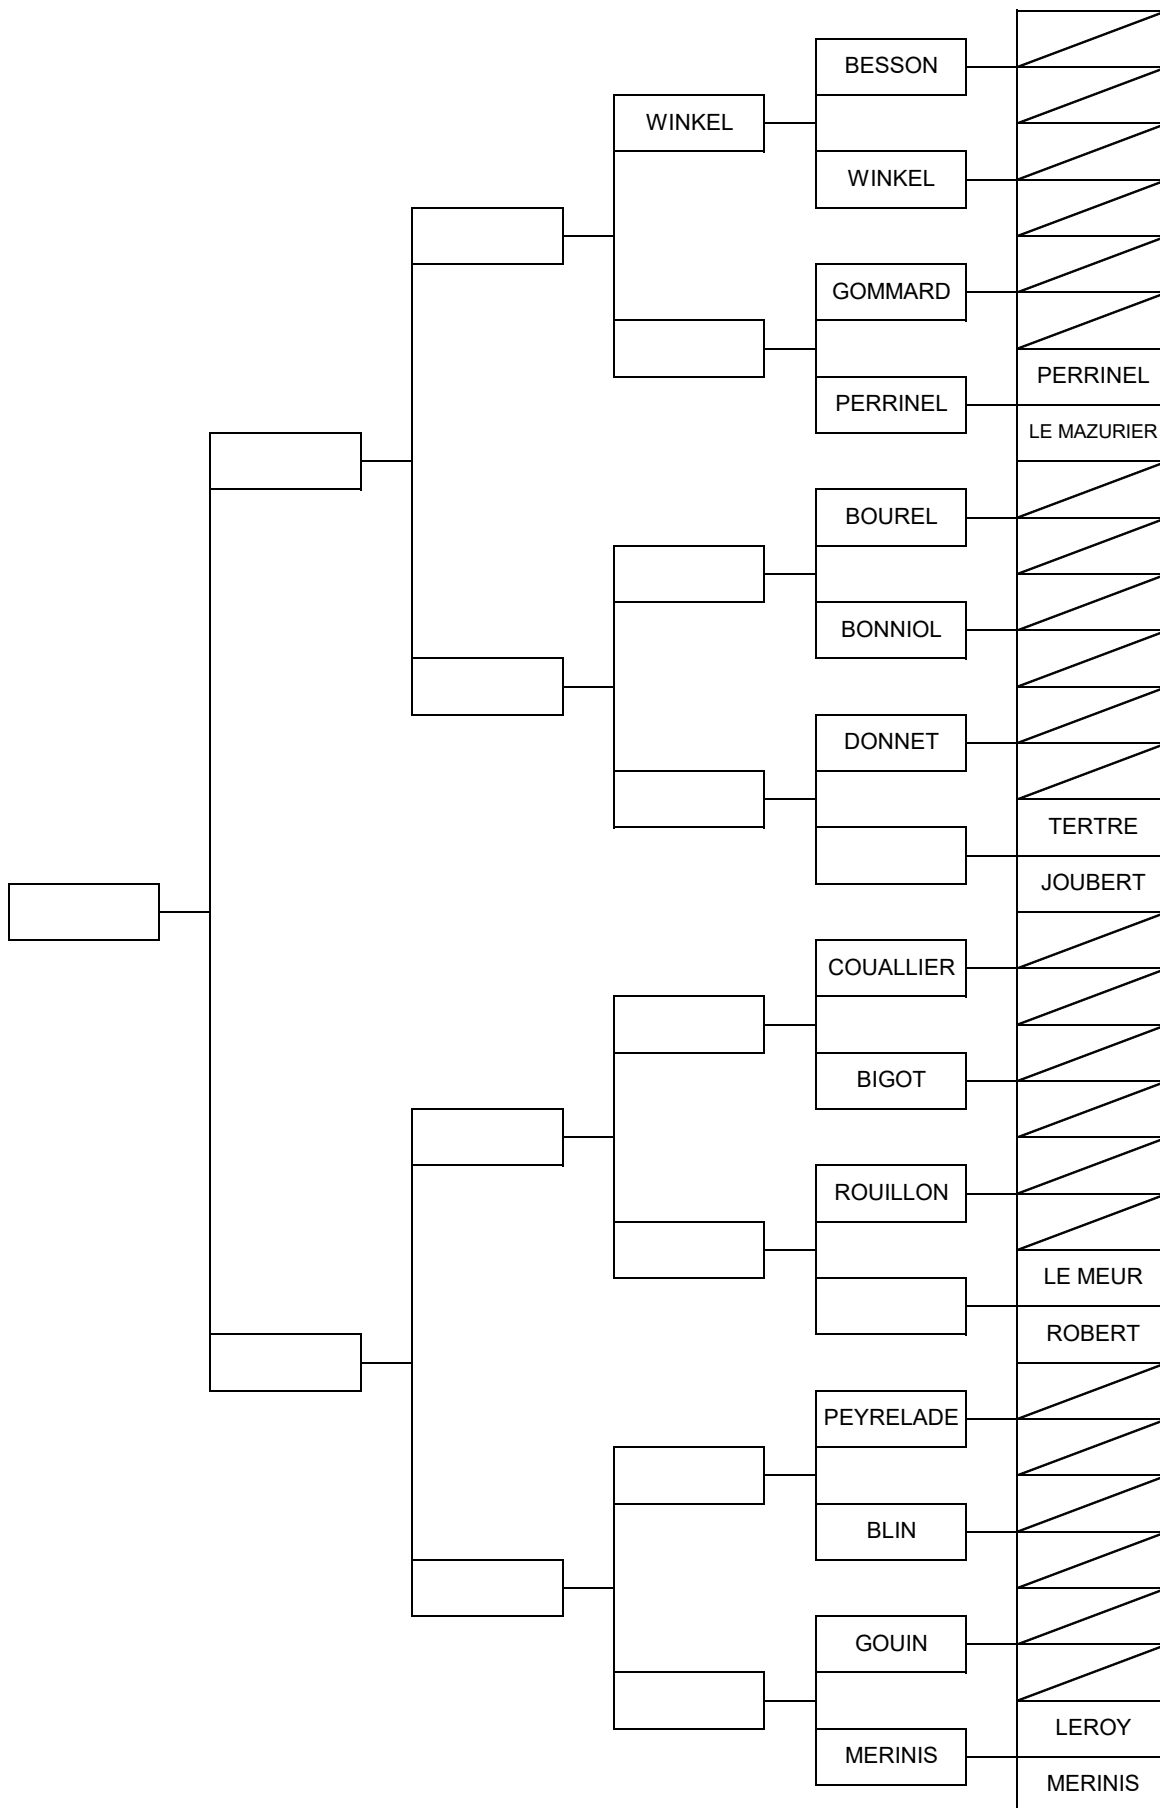 BESSON
WINKEL
WINKEL
GOMMARD
PERRINEL
PERRINEL
LE MAZURIER
BOUREL
BONNIOL
DONNET
TERTRE
JOUBERT
COUALLIER
BIGOT
ROUILLON
LE MEUR
ROBERT
PEYRELADE
BLIN
GOUIN
LEROY
MERINIS
MERINIS